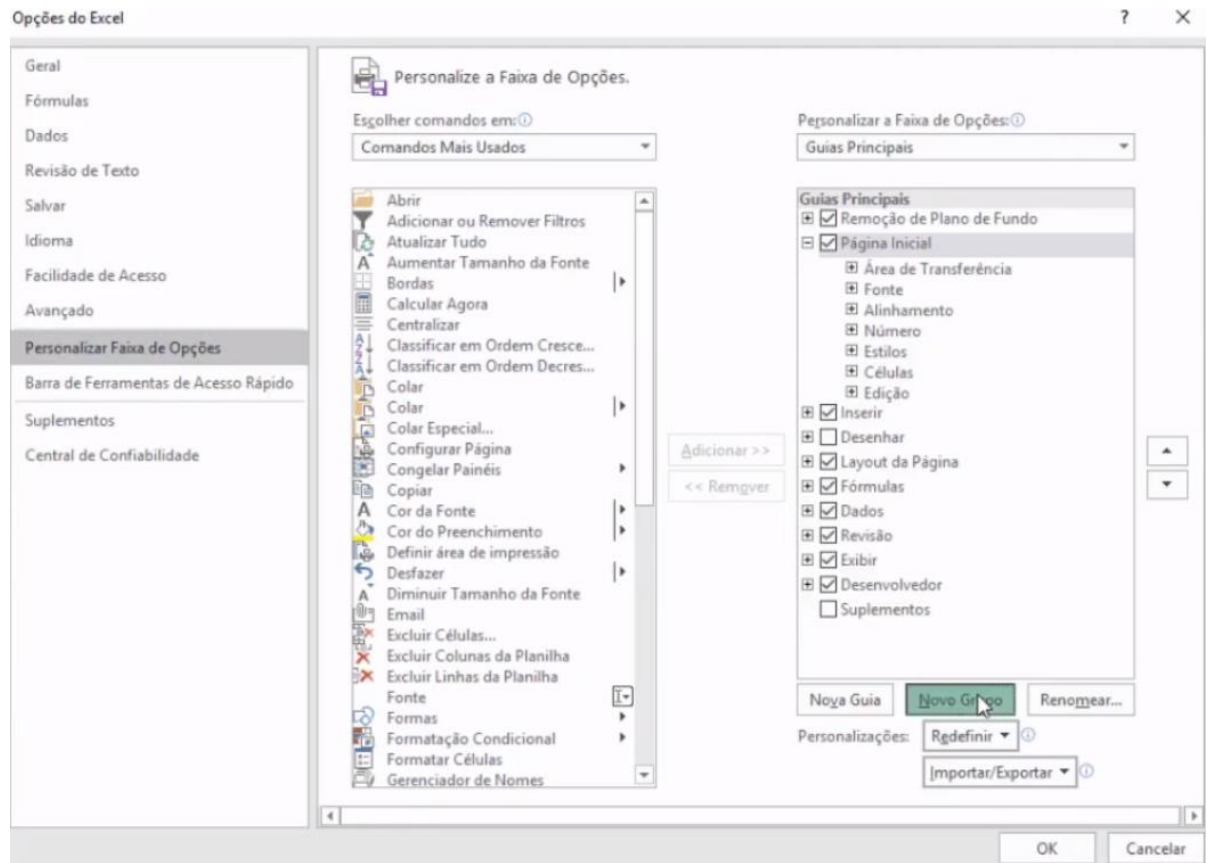 Opções do Excel
?
Geral
Fórmulas
Dados
Revisão de Texto
Salvar
Idioma
Facilidade de Acesso
Avançado
Personalizar Faixa de Opções
Barra de Ferramentas de Acesso Rápido
Suplementos
Central de Confiabilidade
Personalize a Faixa de Opções.
Escolher comandos em:
Comandos Mais Usados
Abrir
Adicionar ou Remover Filtros
Atualizar Tudo
Aumentar Tamanho da Fonte
Bordas
Calcular Agora
Centralizar
Classificar em Ordem Cresce...
Classificar em Ordem Decres...
Colar
Colar
Colar Especial...
Configurar Página
Congelar Painéis
Copiar
Cor da Fonte
Cor do Preenchimento
Definir área de impressão
Desfazer
Diminuir Tamanho da Fonte
Email
Excluir Células...
Excluir Colunas da Planilha
Excluir Linhas da Planilha
Fonte
Formas
Formatação Condicional
Formatar Células
Gerenciador de Nomes
Adicionar >>
<< Remover
Personalizar a Faixa de Opções:
Guias Principais
Guias Principais
Remoção de Plano de Fundo
Página Inicial
Área de Transferência
Fonte
Alinhamento
Número
Estilos
Células
Edição
Inserir
Desenhar
Layout da Página
Fórmulas
Dados
Revisão
Exibir
Desenvolvedor
Suplementos
Nova Guia
Novo Grupo
Renomear...
Personalizações:
Redefinir
Importar/Exportar
OK
Cancelar